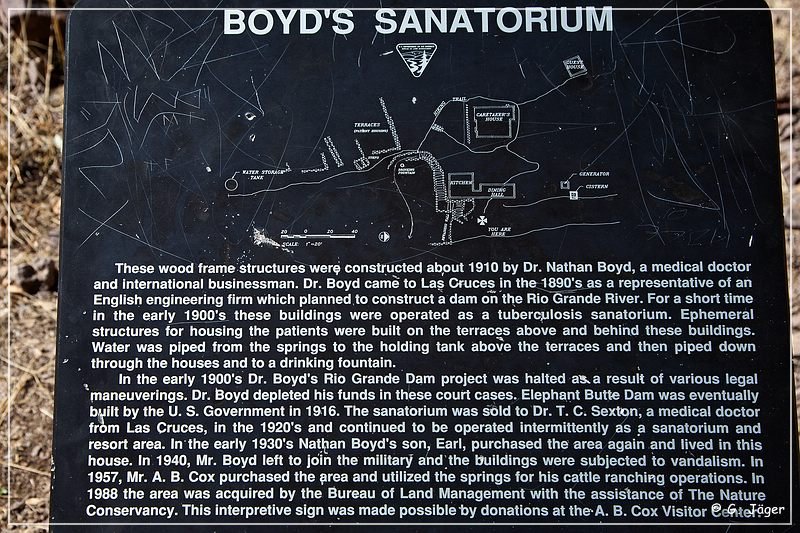 BOYD'S SANATORIUM
GUEST
HOUSE
TRAIL
CARETAKER'S
HOUSE
TERRACES
(PATIENT HOUSING)
WATER STORAGE
TANK
DRINKING
FOUNTAIN
KITCHEN
DINING
HALL
GENERATOR
CISTERN
YOU ARE
HERE
20 0 20 40
SCALE: 1"=20'
These wood frame structures were constructed about 1910 by Dr. Nathan Boyd, a medical doctor
and international businessman. Dr. Boyd came to Las Cruces in the 1890's as a representative of an
English engineering firm which planned to construct a dam on the Rio Grande River. For a short time
in the early 1900's these buildings were operated as a tuberculosis sanatorium. Ephemeral
structures for housing the patients were built on the terraces above and behind these buildings.
Water was piped from the springs to the holding tank above the terraces and then piped down
through the houses and to a drinking fountain.
In the early 1900's Dr. Boyd's Rio Grande Dam project was halted as a result of various legal
maneuverings. Dr. Boyd depleted his funds in these court cases. Elephant Butte Dam was eventually
built by the U. S. Government in 1916. The sanatorium was sold to Dr. T. C. Sexton, a medical doctor
from Las Cruces, in the 1920's and continued to be operated intermittently as a sanatorium and
resort area. In the early 1930's Nathan Boyd's son, Earl, purchased the area again and lived in this
house. In 1940, Mr. Boyd left to join the military and the buildings were subjected to vandalism. In
1957, Mr. A. B. Cox purchased the area and utilized the springs for his cattle ranching operations. In
1988 the area was acquired by the Bureau of Land Management with the assistance of The Nature
Conservancy. This interpretive sign was made possible by donations at the A. B. Cox Visitor Center.
© G. Jäger